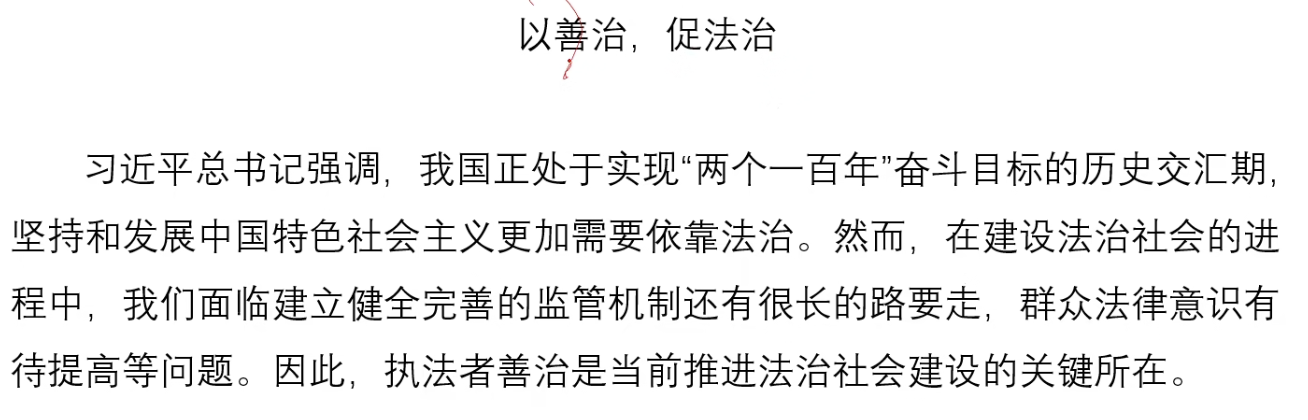 以善治，促法治
习近平总书记强调，我国正处于实现“两个一百年”奋斗目标的历史交汇期，
坚持和发展中国特色社会主义更加需要依靠法治。然而，在建设法治社会的进
程中，我们面临建立健全完善的监管机制还有很长的路要走，群众法律意识有
待提高等问题。因此，执法者善治是当前推进法治社会建设的关键所在。